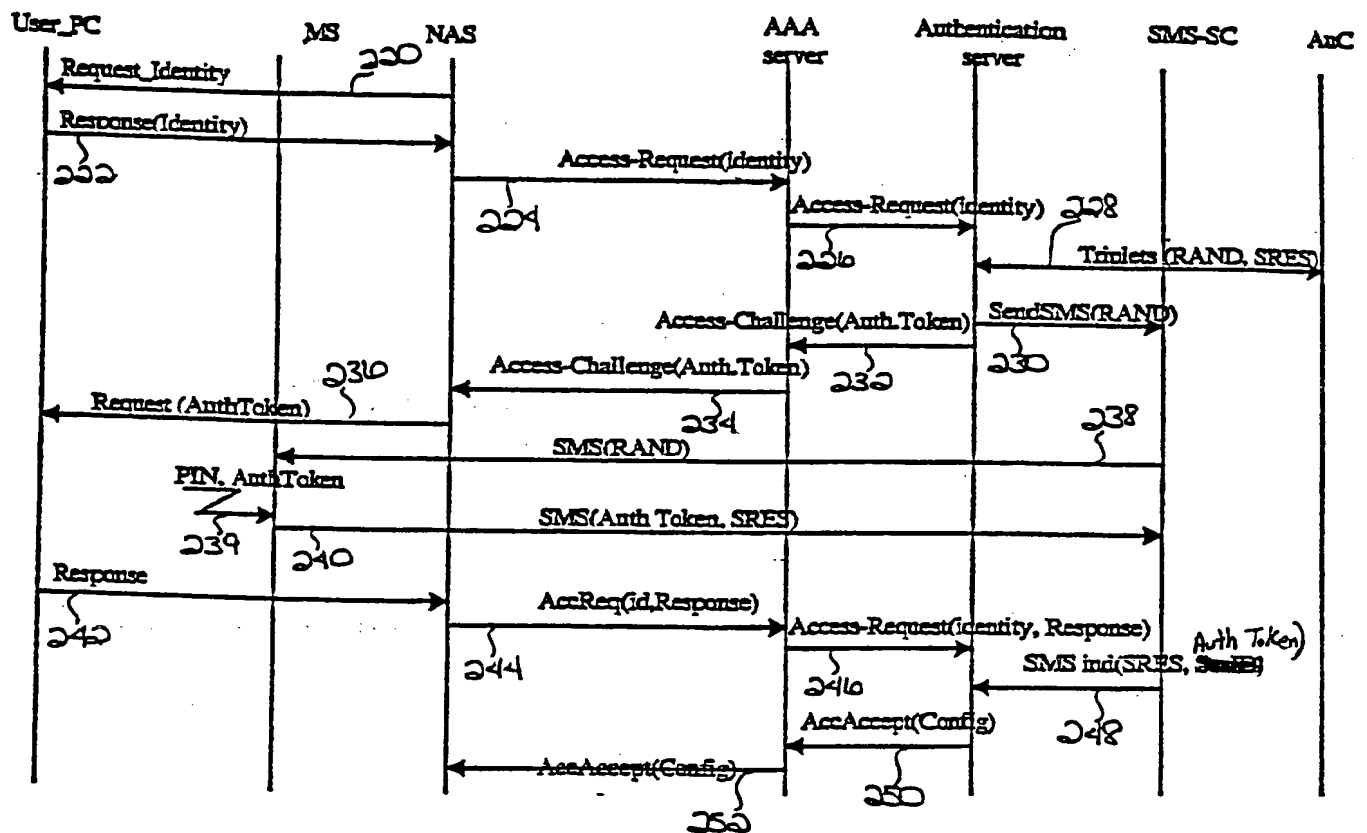 User_PC MS NAS AAA server Authentication server SMS-SC AuC
220
Request_Identity
Response(Identity)
222
Access-Request(identity)
224
Access-Request(identity)
226
228
Triplets (RAND, SRES)
SendSMS(RAND)
230
Access-Challenge(Auth.Token)
232
Access-Challenge(Auth.Token)
234
236
Request (AuthToken)
238
SMS(RAND)
PIN, AuthToken
239
SMS(Auth Token, SRES)
240
Response
242
AccReq(id,Response)
244
Access-Request(identity, Response)
246
Auth Token)
SMS ind(SRES,
248
AccAccept(Config)
250
AccAccept(Config)
252